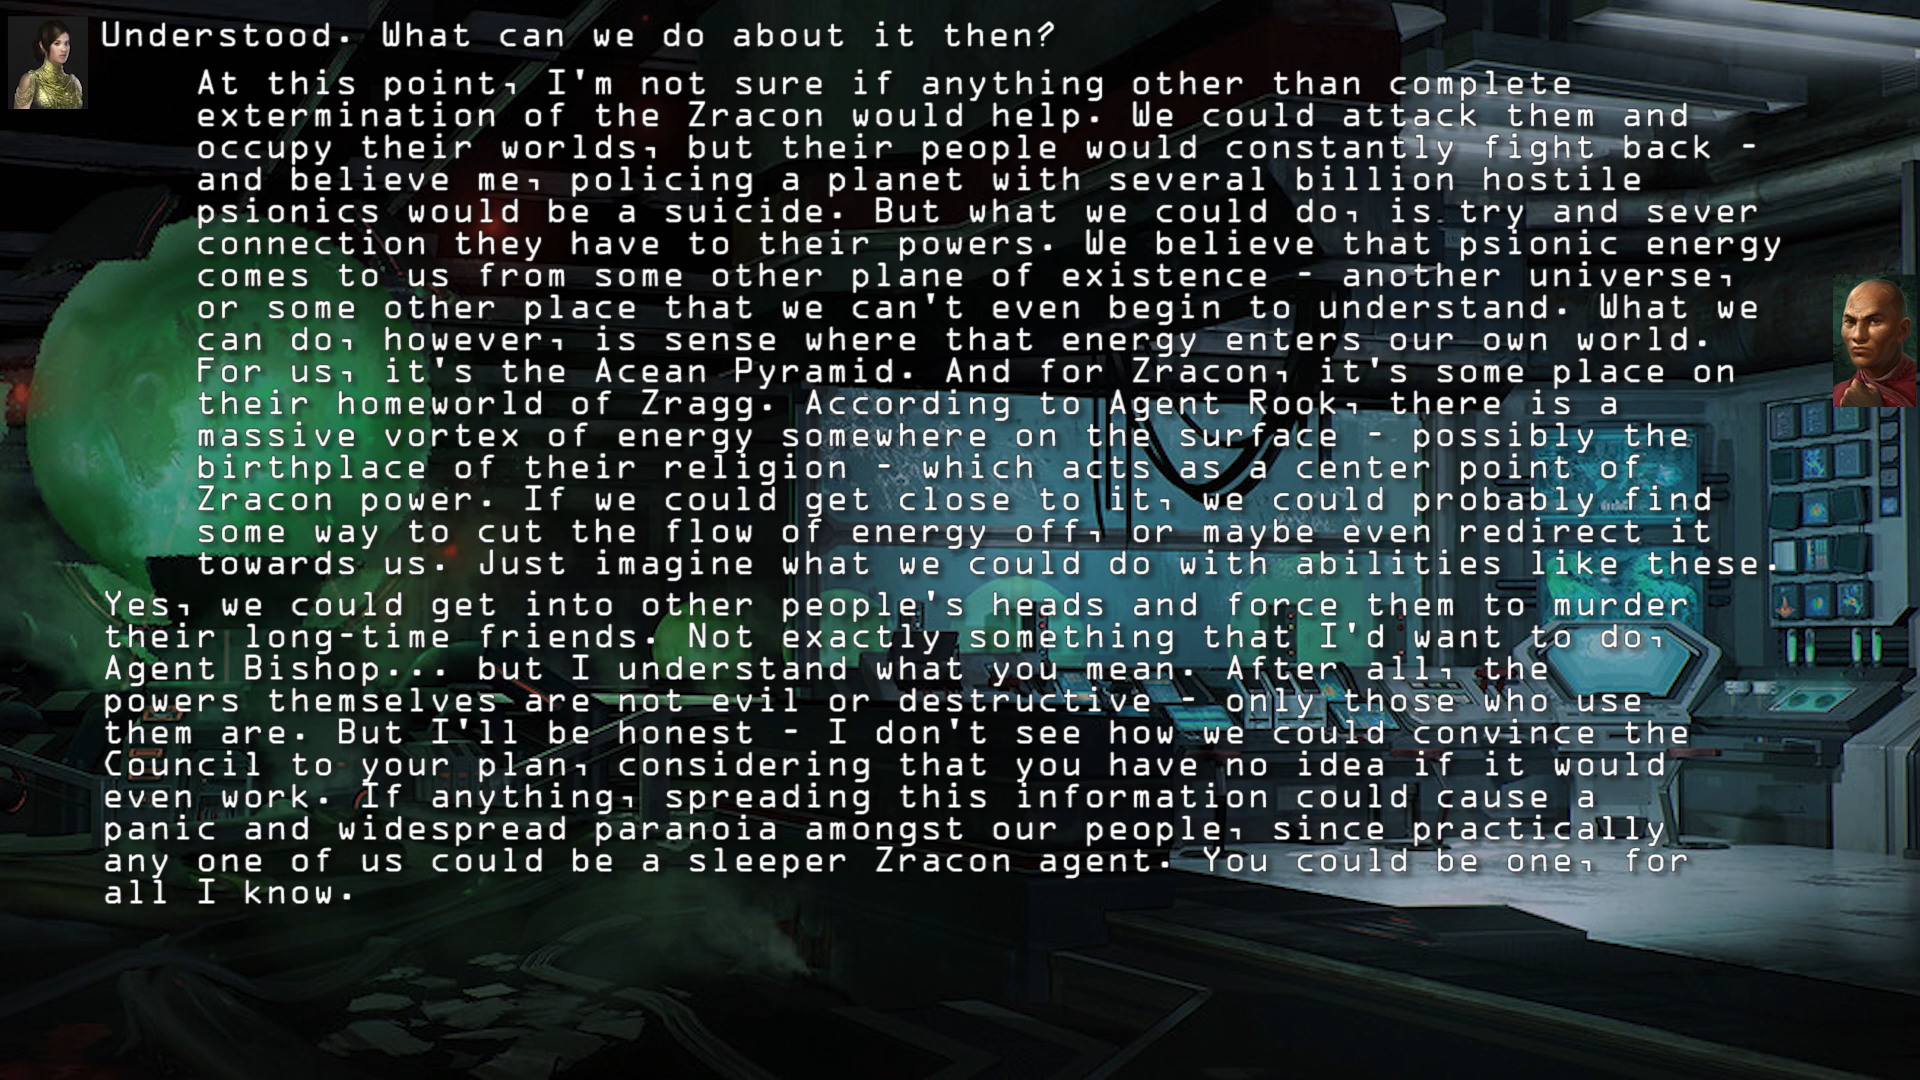 Understood. What can we do about it then?
At this point, I'm not sure if anything other than complete
extermination of the Zracon would help. We could attack them and
occupy their worlds, but their people would constantly fight back -
and believe me, policing a planet with several billion hostile
psionics would be a suicide. But what we could do, is try and sever
connection they have to their powers. We believe that psionic energy
comes to us from some other plane of existence - another universe,
or some other place that we can't even begin to understand. What we
can do, however, is sense where that energy enters our own world.
For us, it's the Acean Pyramid. And for Zracon, it's some place on
their homeworld of Zragg. According to Agent Rook, there is a
massive vortex of energy somewhere on the surface - possibly the
birthplace of their religion - which acts as a center point of
Zracon power. If we could get close to it, we could probably find
some way to cut the flow of energy off, or maybe even redirect it
towards us. Just imagine what we could do with abilities like these.
Yes, we could get into other people's heads and force them to murder
their long-time friends. Not exactly something that I'd want to do,
Agent Bishop... but I understand what you mean. After all, the
powers themselves are not evil or destructive - only those who use
them are. But I'll be honest - I don't see how we could convince the
Council to your plan, considering that you have no idea if it would
even work. If anything, spreading this information could cause a
panic and widespread paranoia amongst our people, since practically
any one of us could be a sleeper Zracon agent. You could be one, for
all I know.